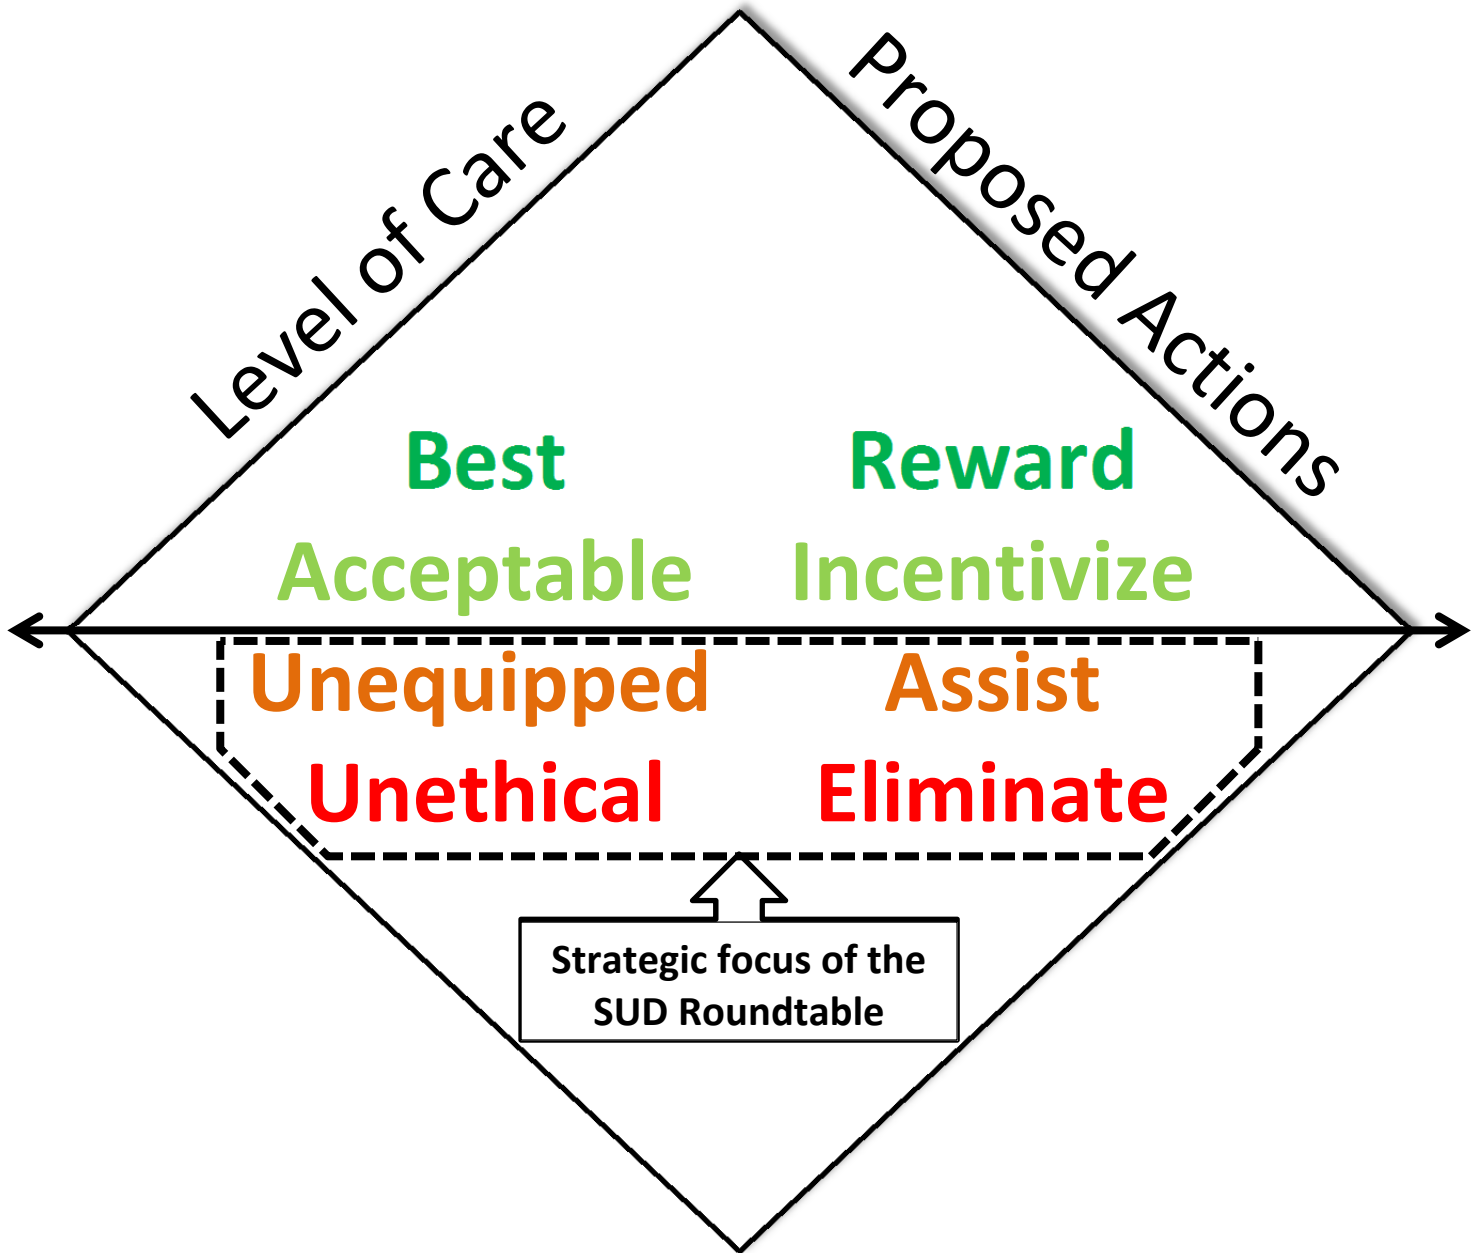 Level of Care
Proposed Actions
Best
Reward
Acceptable
Incentivize
Unequipped
Assist
Unethical
Eliminate
Strategic focus of the
SUD Roundtable